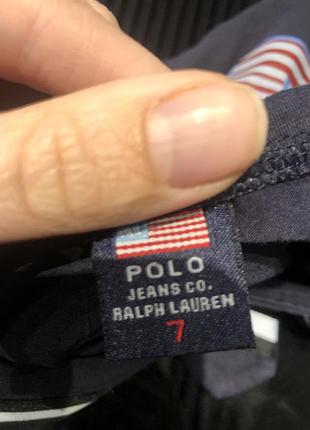 POLO
JEANS CO.
RALPH LAUREN
7